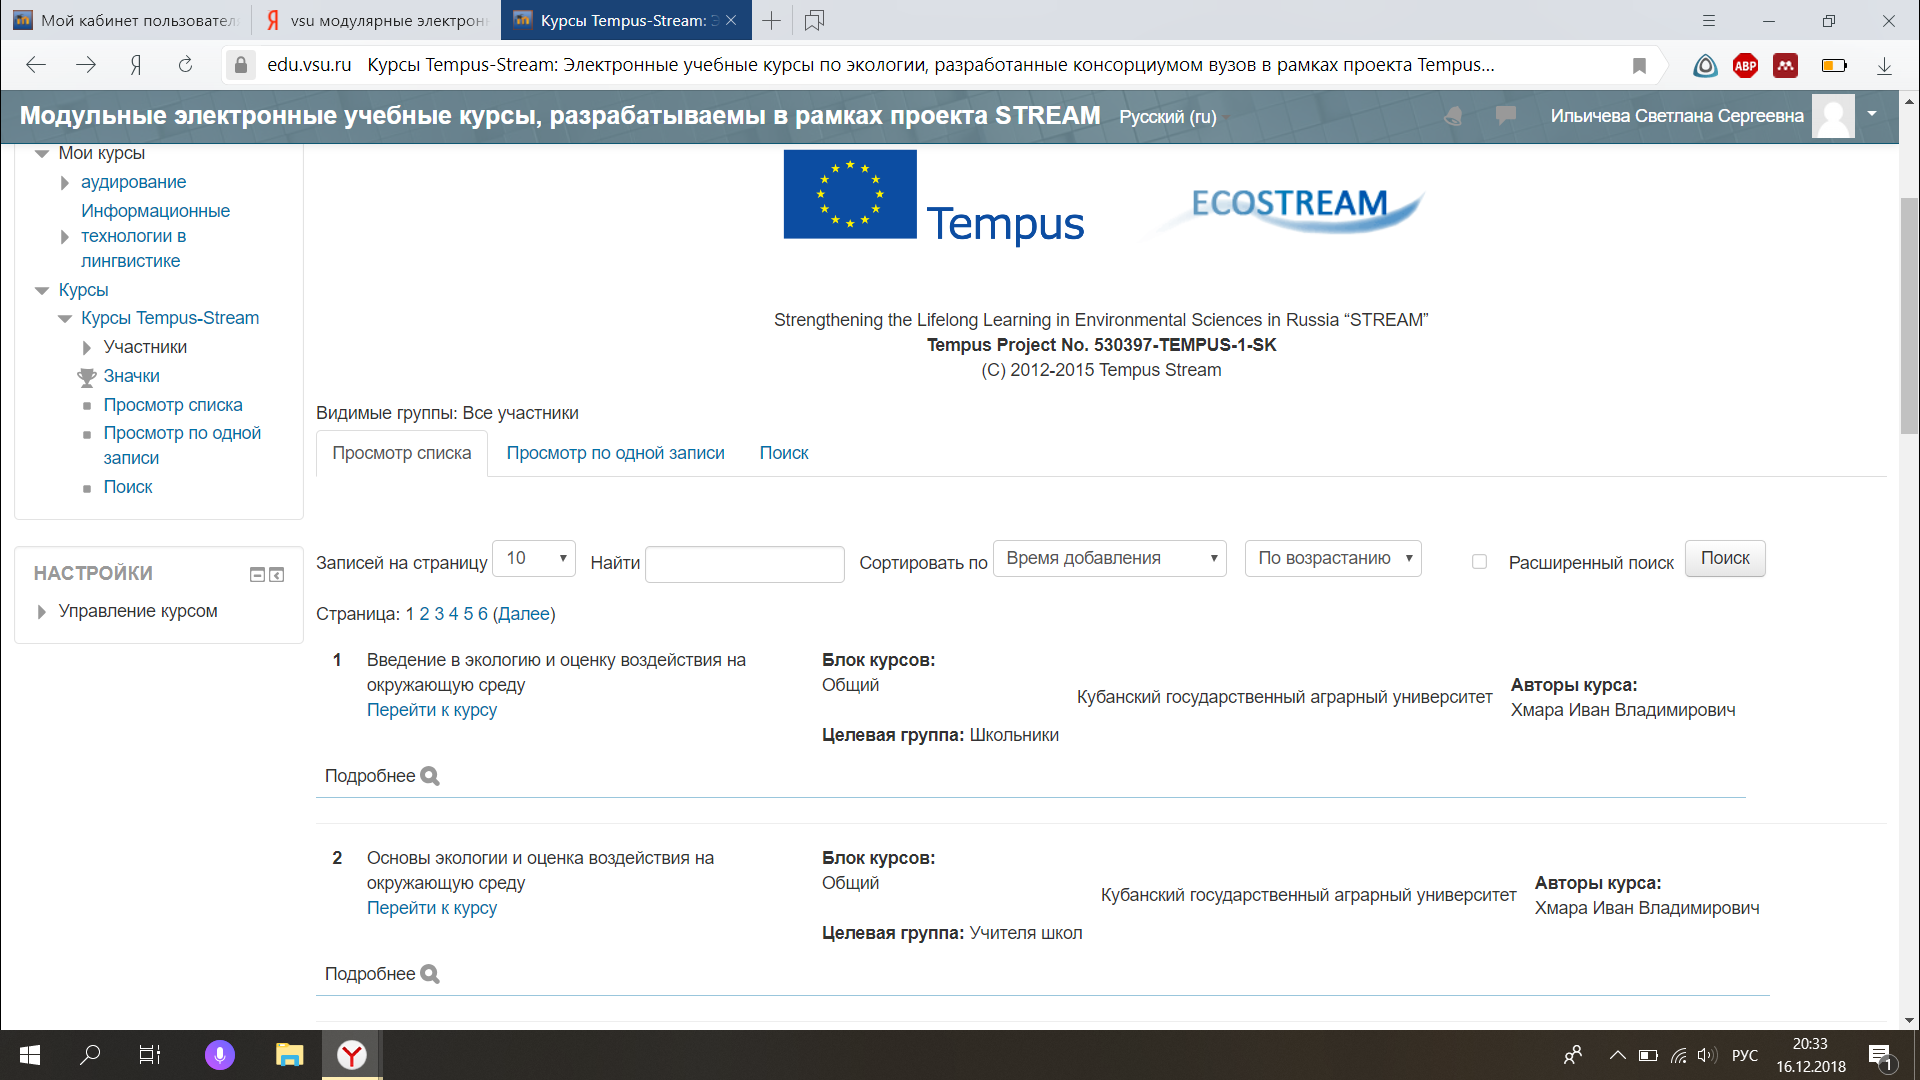 Мой кабинет пользовател
vsu модулярные электрон
Курсы Tempus-Stream: Э
edu.vsu.ru Курсы Tempus-Stream: Электронные учебные курсы по экологии, разработанные консорциумом вузов в рамках проекта Tempus...
ABP
Модульные электронные учебные курсы, разрабатываемы в рамках проекта STREAM
Русский (ru)
Ильичева Светлана Сергеевна
Мои курсы
аудирование
Информационные
технологии в
лингвистике
Курсы
Курсы Tempus-Stream
Участники
Значки
Просмотр списка
Просмотр по одной
записи
Поиск
НАСТРОЙКИ
Управление курсом
Tempus
ECOSTREAM
Strengthening the Lifelong Learning in Environmental Sciences in Russia “STREAM”
Tempus Project No. 530397-TEMPUS-1-SK
(C) 2012-2015 Tempus Stream
Видимые группы: Все участники
Просмотр списка
Просмотр по одной записи
Поиск
Записей на страницу 10 Найти Сортировать по Время добавления По возрастанию Расширенный поиск Поиск
Страница: 1 2 3 4 5 6 (Далее)
1
Введение в экологию и оценку воздействия на
окружающую среду
Перейти к курсу
Блок курсов:
Общий
Целевая группа: Школьники
Кубанский государственный аграрный университет
Авторы курса:
Хмара Иван Владимирович
Подробнее
2
Основы экологии и оценка воздействия на
окружающую среду
Перейти к курсу
Блок курсов:
Общий
Целевая группа: Учителя школ
Кубанский государственный аграрный университет
Авторы курса:
Хмара Иван Владимирович
Подробнее
РУС
20:33
16.12.2018
1